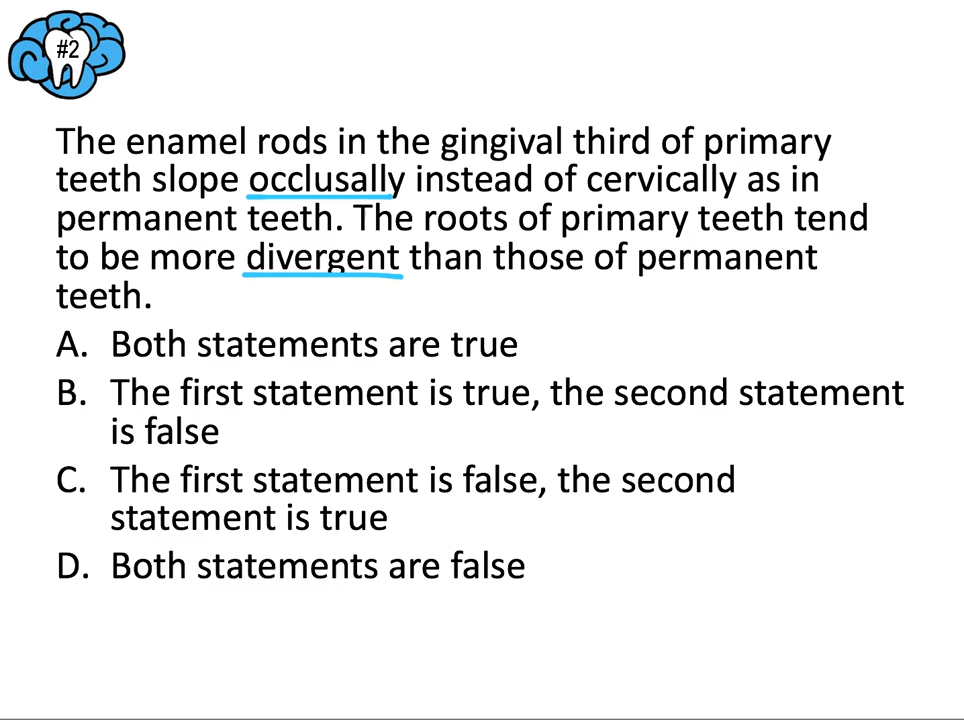 #2
The enamel rods in the gingival third of primary
teeth slope occlusally instead of cervically as in
permanent teeth. The roots of primary teeth tend
to be more divergent than those of permanent
teeth.
A. Both statements are true
B. The first statement is true, the second statement
is false
C. The first statement is false, the second
statement is true
D. Both statements are false